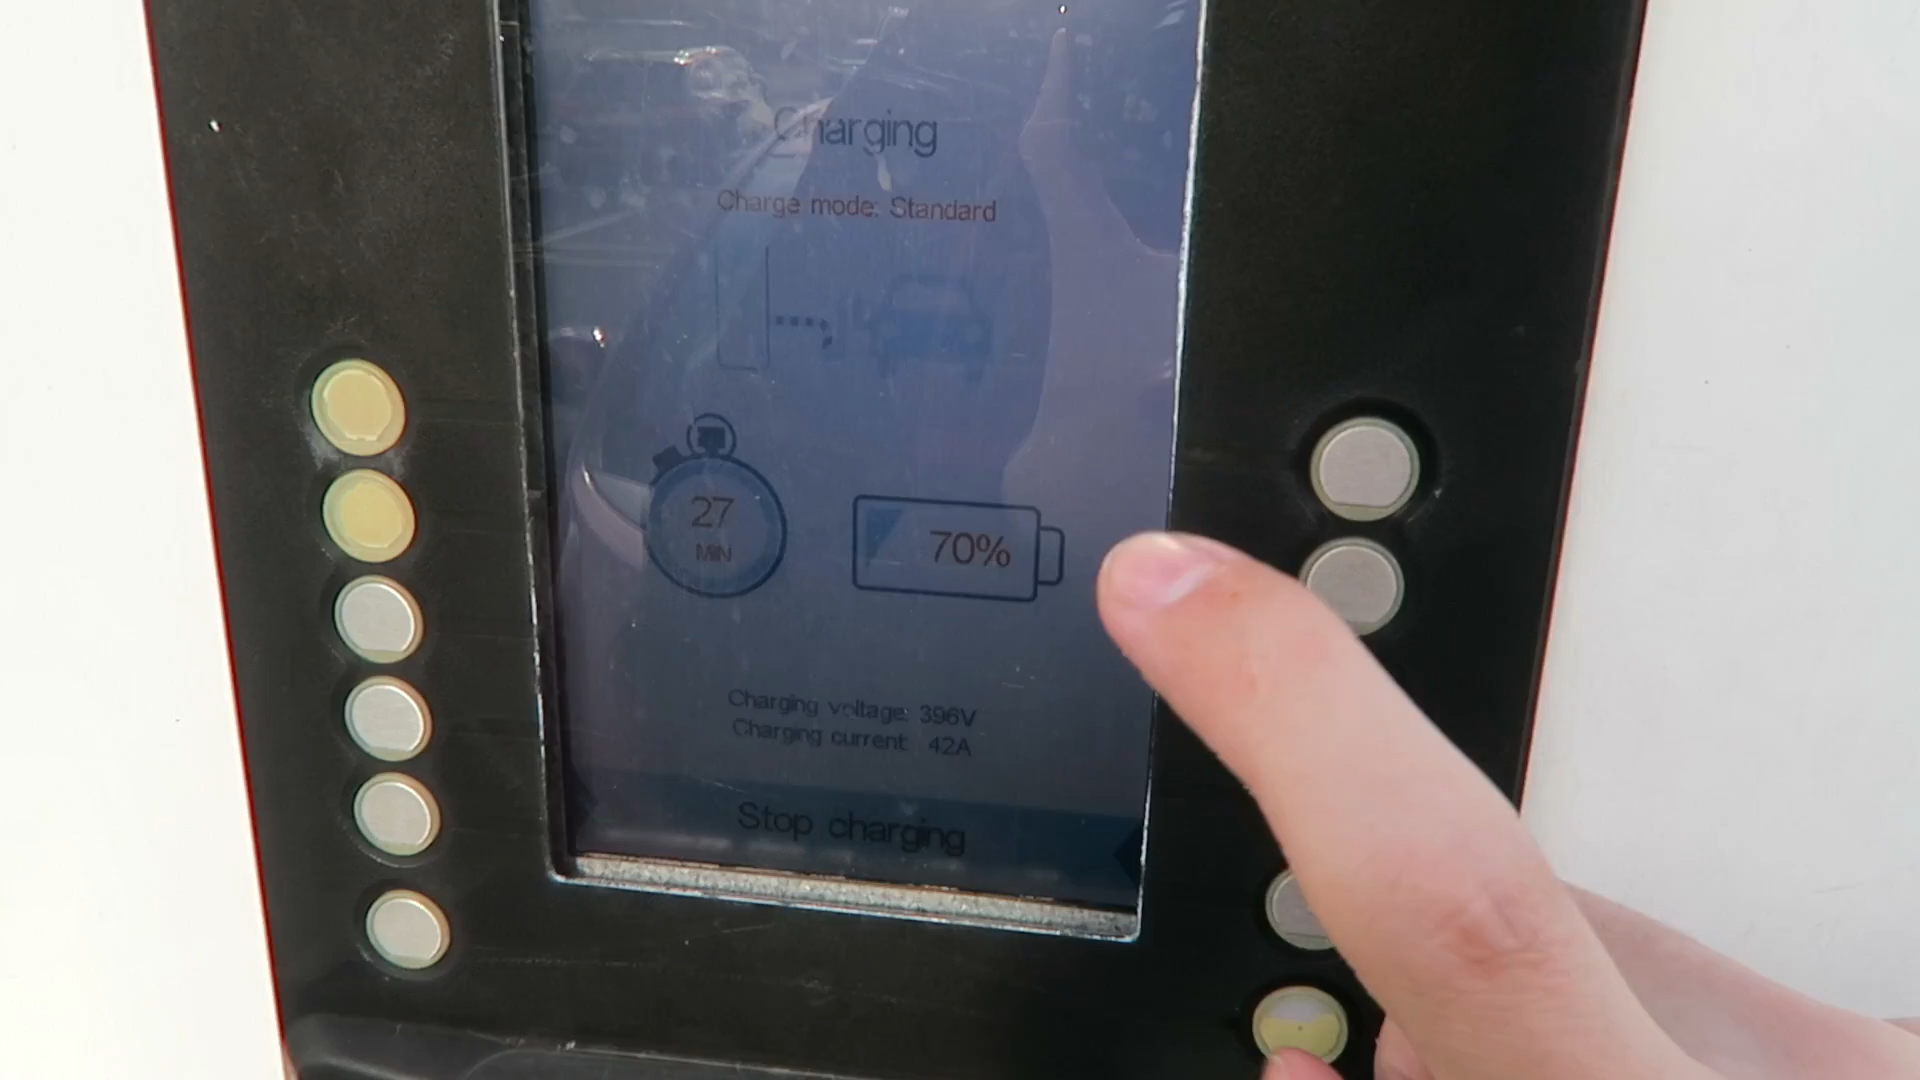 Charging
Charge mode: Standard
27
MIN
70%
Charging voltage: 396V
Charging current: 42A
Stop charging